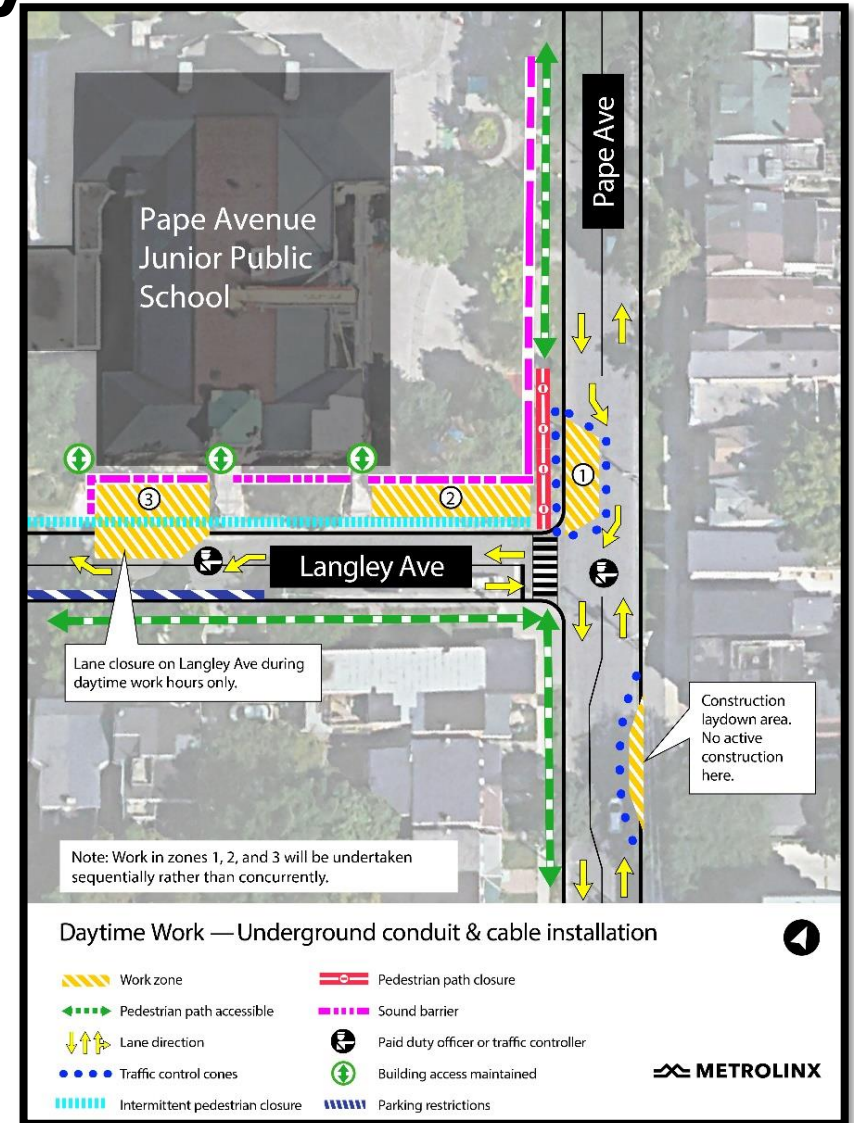 Pape Ave
Pape Avenue
Junior Public
School
1
2
3
Langley Ave
Lane closure on Langley Ave during
daytime work hours only.
Construction
laydown area.
No active
construction
here.
Note: Work in zones 1, 2, and 3 will be undertaken
sequentially rather than concurrently.
Daytime Work — Underground conduit & cable installation
Work zone
Pedestrian path closure
Pedestrian path accessible
Sound barrier
Lane direction
Paid duty officer or traffic controller
Traffic control cones
Building access maintained
METROLINX
Intermittent pedestrian closure
Parking restrictions